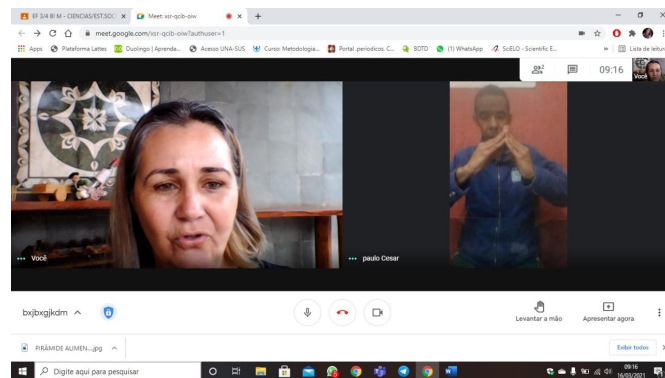 EF 3/4 BI M - CIENCIAS/EST.SOC
Meet: xsr-qcib-oiw
meet.google.com/xsr-qcib-oiw?authuser=1
Apps
Plataforma Lattes
Duolingo | Aprenda...
Acesso UNA-SUS
Curso: Metodologia...
Portal .periodicos. C...
BDTD
(1) WhatsApp
SciELO - Scientific E...
»
Lista de leitura
2
09:16
Você
Você
paulo Cesar
bxjbxgjkdm
Levantar a mão
Apresentar agora
PIRÂMIDE ALIMEN....jpg
Exibir todos
Digite aqui para pesquisar
09:16
16/03/2021